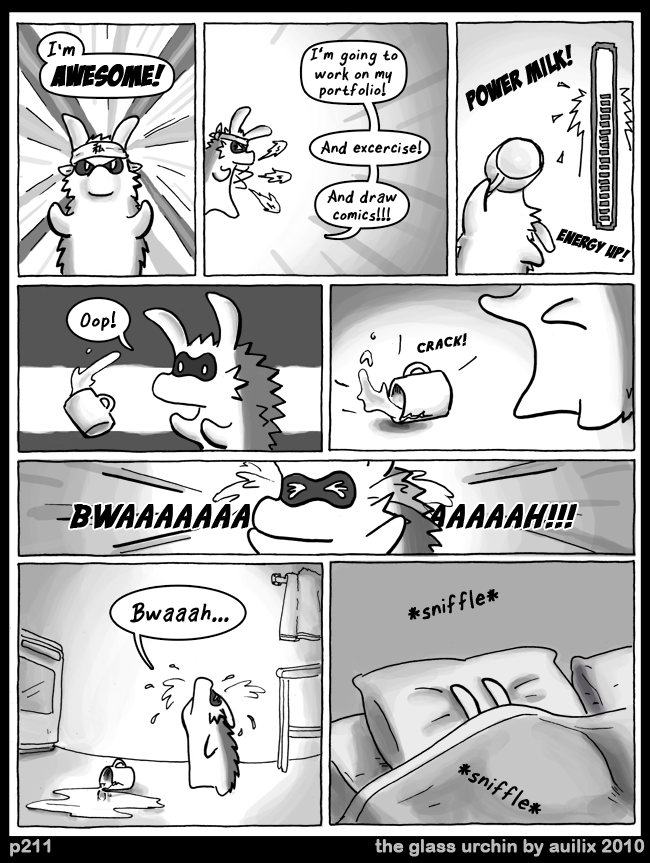 I'm
AWESOME!
私
I'm going to
work on my
portfolio!
And excercise!
And draw
comics!!!
POWER MILK!
ENERGY UP!
Oop!
CRACK!
BWAAAAAAA
AAAAAH!!!
Bwaaah...
*sniffle*
*sniffle*
p211
the glass urchin by auilix 2010